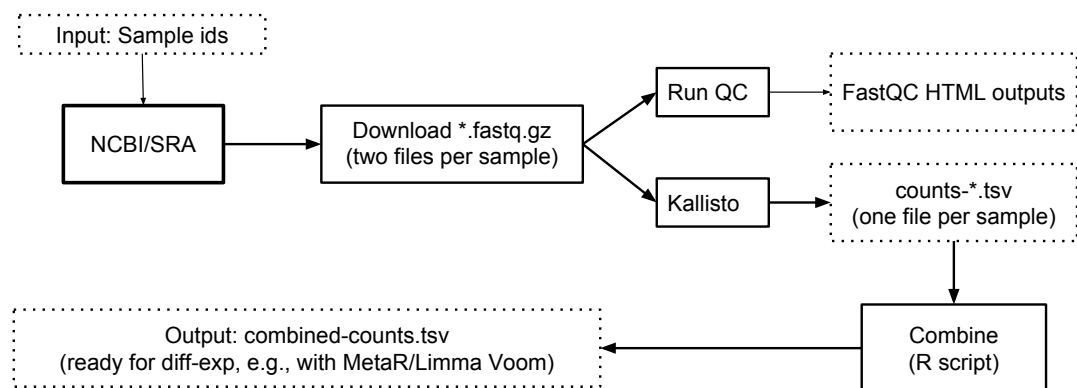 Input: Sample ids
NCBI/SRA
Download *.fastq.gz
(two files per sample)
Run QC
FastQC HTML outputs
Kallisto
counts-*.tsv
(one file per sample)
Combine
(R script)
Output: combined-counts.tsv
(ready for diff-exp, e.g., with MetaR/Limma Voom)